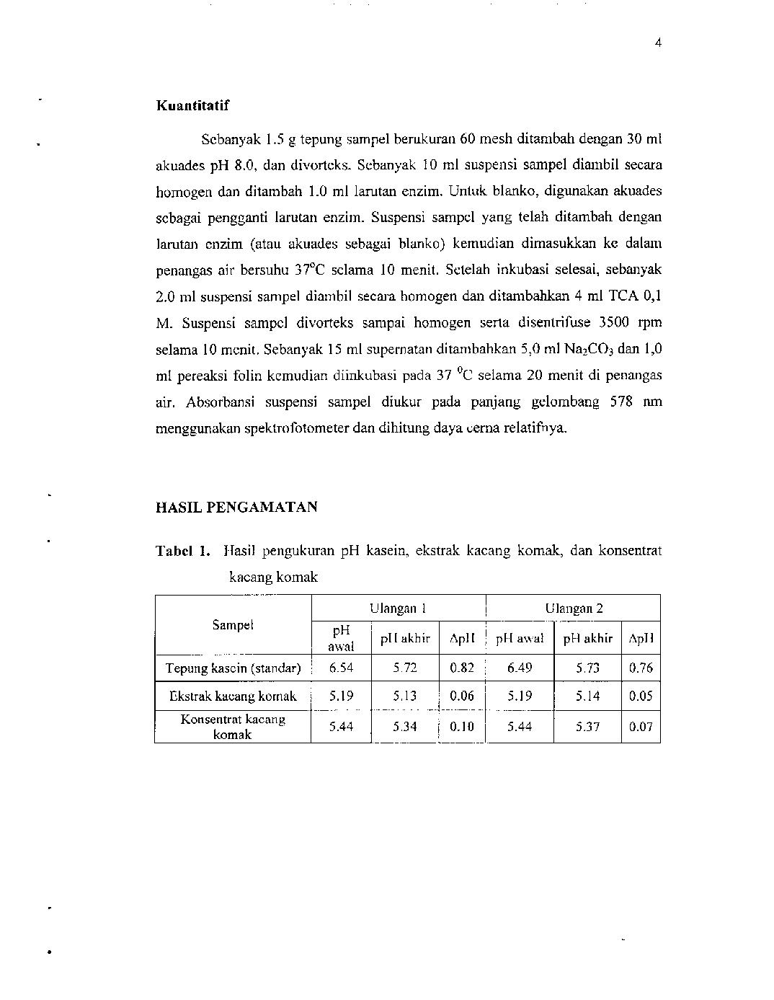 4
Kuantitatif
Sebanyak 1.5 g tepung sampel berukuran 60 mesh ditambah dengan 30 ml
akuades pH 8.0, dan divorteks. Sebanyak 10 ml suspensi sampel diambil secara
homogen dan ditambah 1.0 ml larutan enzim. Untuk blanko, digunakan akuades
sebagai pengganti larutan enzim. Suspensi sampel yang telah ditambah dengan
larutan enzim (atau akuades sebagai blanko) kemudian dimasukkan ke dalam
penangas air bersuhu 37°C selama 10 menit. Setelah inkubasi selesai, sebanyak
2.0 ml suspensi sampel diambil secara homogen dan ditambahkan 4 ml TCA 0,1
M. Suspensi sampel divorteks sampai homogen serta disentrifuse 3500 rpm
selama 10 menit. Sebanyak 15 ml supernatan ditambahkan 5,0 ml Na₂CO₃ dan 1,0
ml pereaksi folin kemudian diinkubasi pada 37 °C selama 20 menit di penangas
air. Absorbansi suspensi sampel diukur pada panjang gelombang 578 nm
menggunakan spektrofotometer dan dihitung daya cerna relatifnya.
HASIL PENGAMATAN
Tabel 1. Hasil pengukuran pH kasein, ekstrak kacang komak, dan konsentrat
kacang komak
Sampel Ulangan 1 Ulangan 2
pH awal pH akhir ΔpH pH awal pH akhir ΔpH
Tepung kasein (standar) 6.54 5.72 0.82 6.49 5.73 0.76
Ekstrak kacang komak 5.19 5.13 0.06 5.19 5.14 0.05
Konsentrat kacang komak 5.44 5.34 0.10 5.44 5.37 0.07